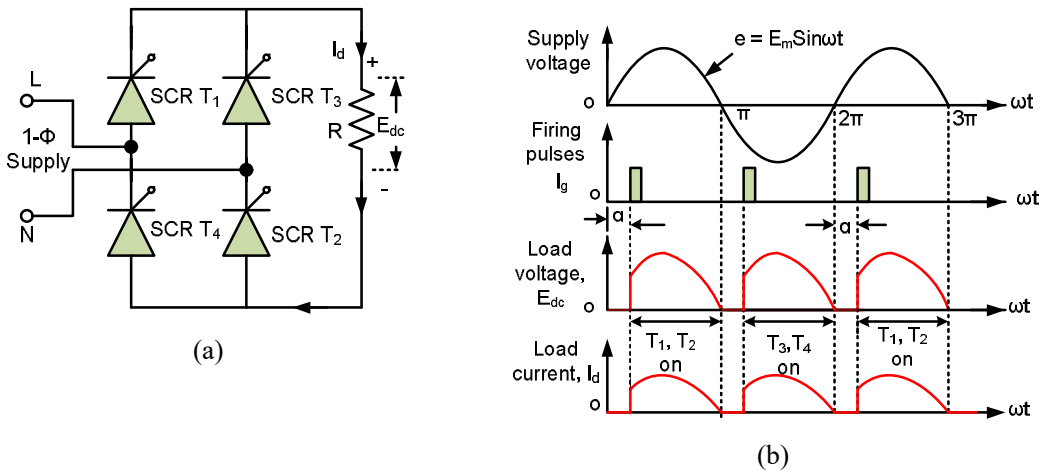 L
1-Φ
Supply
N
SCR T1
SCR T3
SCR T4
SCR T2
Id
+
R
Edc
-
(a)
Supply
voltage
e = EmSinωt
o
π
2π
3π
ωt
Firing
pulses
Ig
o
ωt
α
α
Load
voltage,
Edc
o
ωt
T1, T2
on
T3,T4
on
T1, T2
on
Load
current, Id
o
ωt
(b)